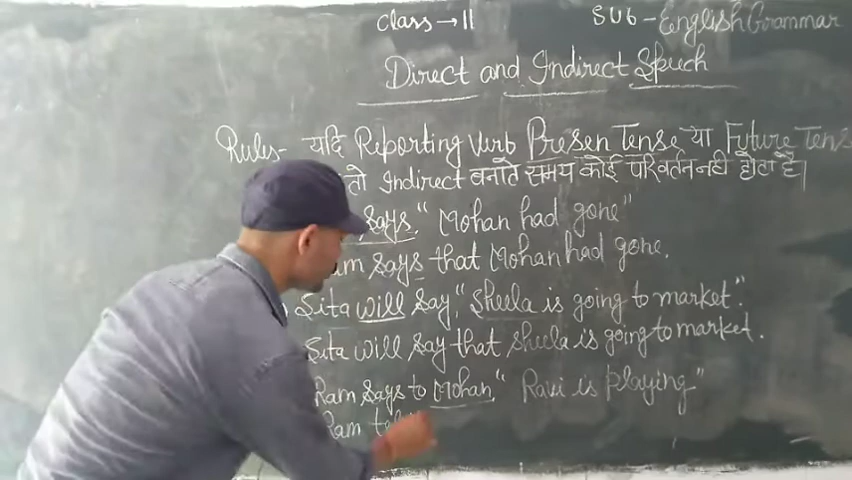 Class → 11 SUB - English Grammar
Direct and Indirect Speech
Rules- यदि Reporting Verb Presen Tense या Future Tens
तो Indirect बनाते समय कोई परिवर्तन नही होता है।
Says, "Mohan had gone"
am Says that Mohan had gone.
Sita will Say, "Sheela is going to market."
Sita will Say that Sheela is going to market.
Ram Says to Mohan, "Ravi is Playing"
Ram